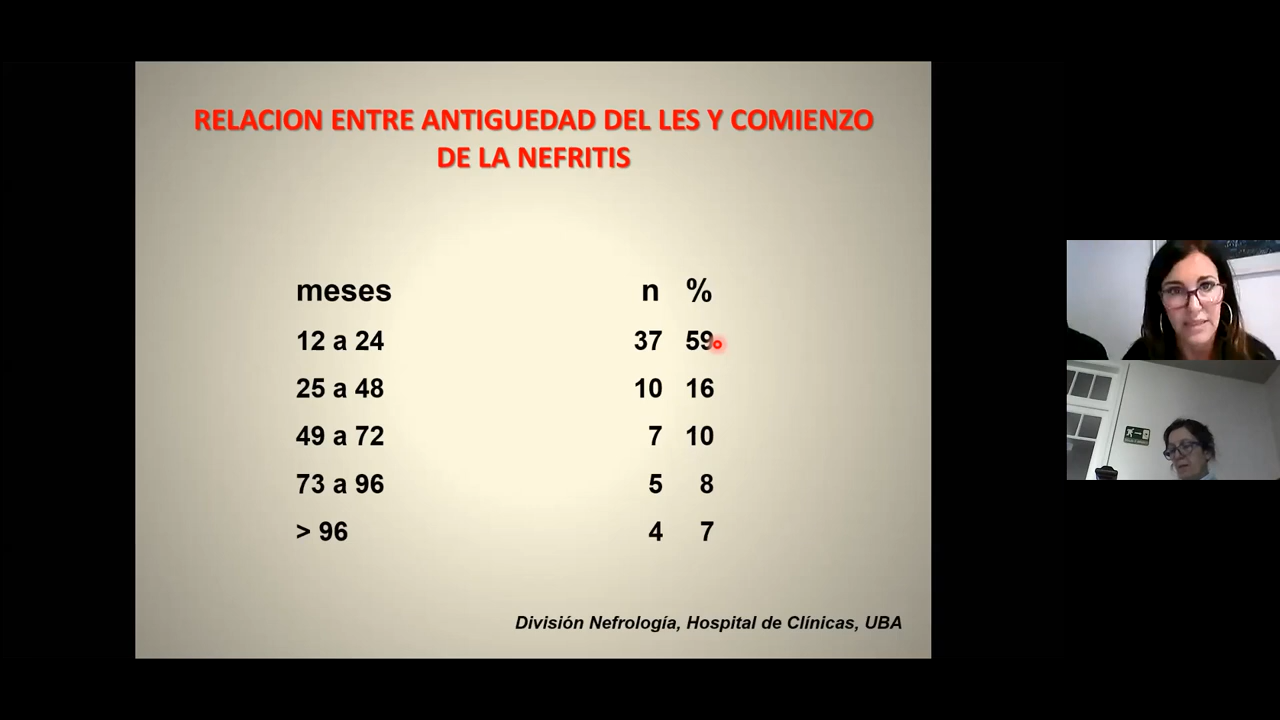 RELACION ENTRE ANTIGUEDAD DEL LES Y COMIENZO
DE LA NEFRITIS
meses n %
12 a 24 37 59
25 a 48 10 16
49 a 72 7 10
73 a 96 5 8
> 96 4 7
División Nefrología, Hospital de Clínicas, UBA